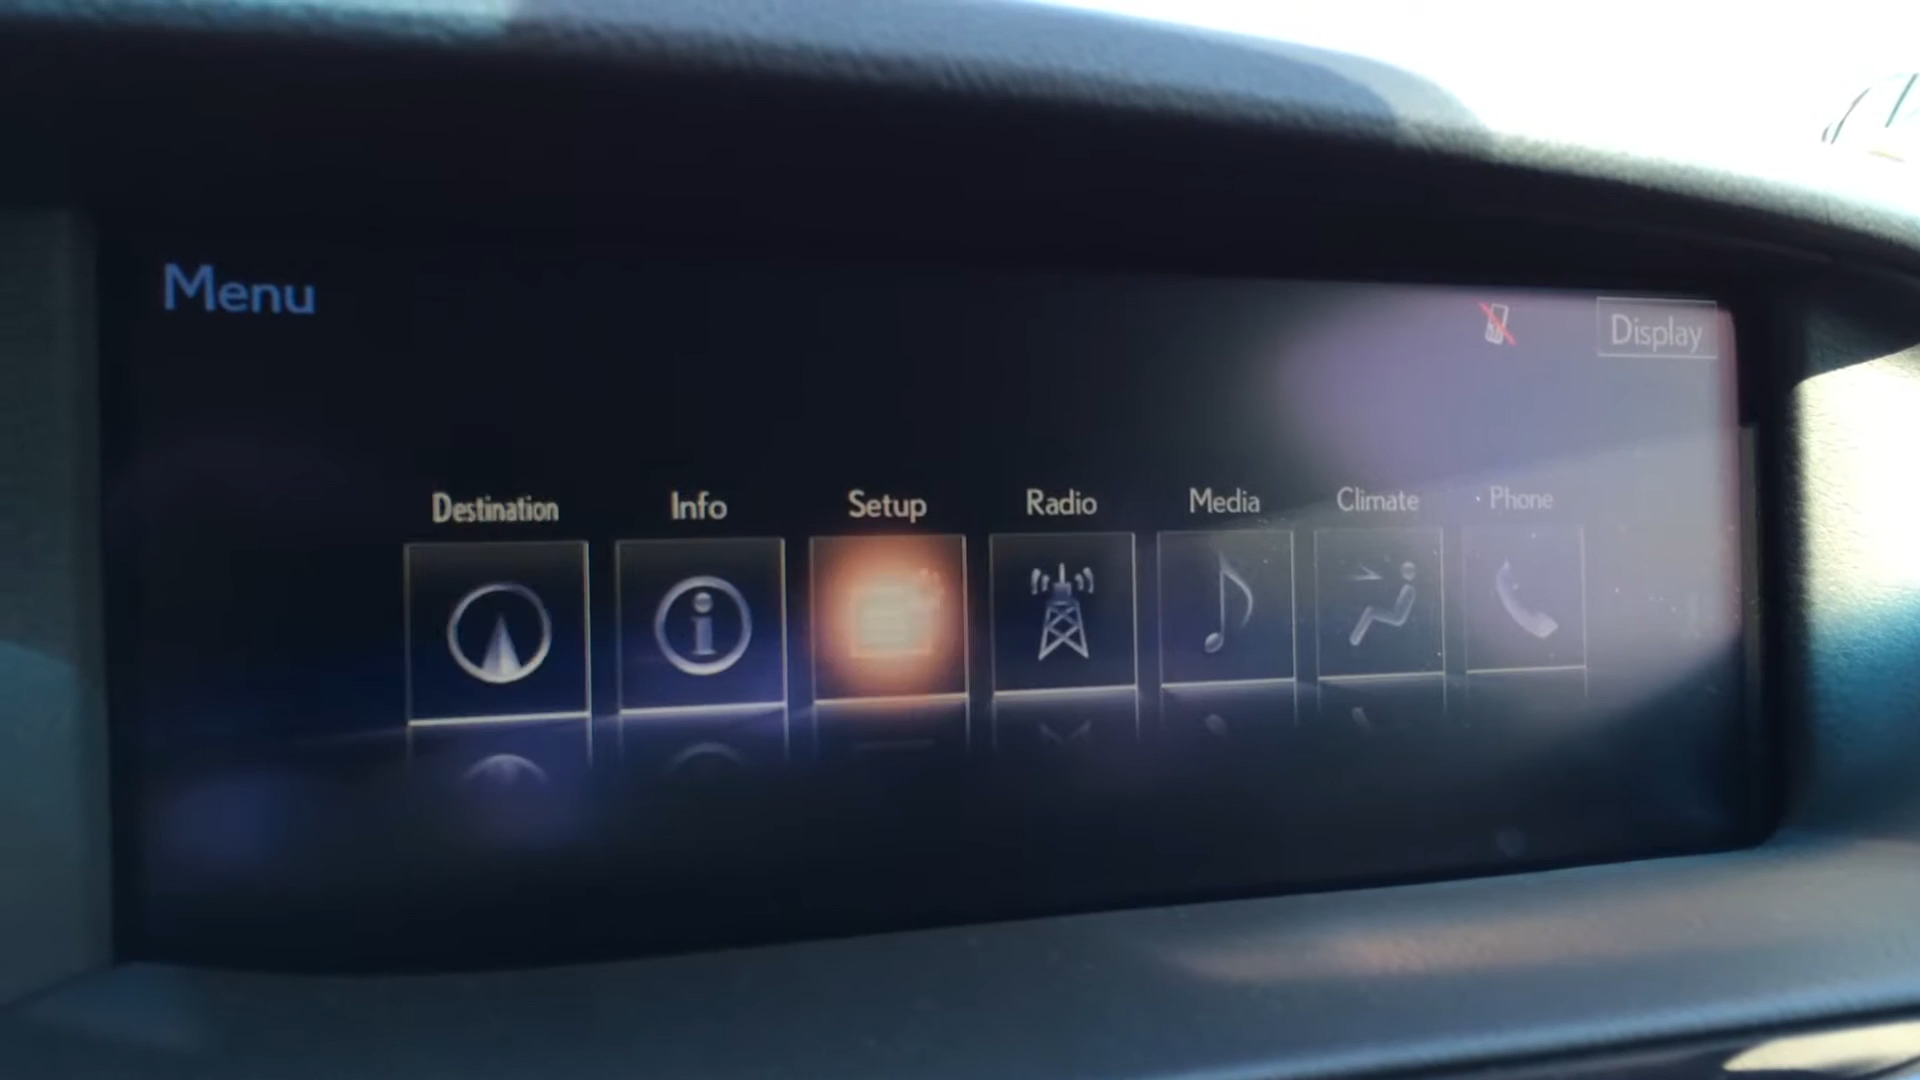 Menu
Display
Destination
Info
Setup
Radio
Media
Climate
Phone